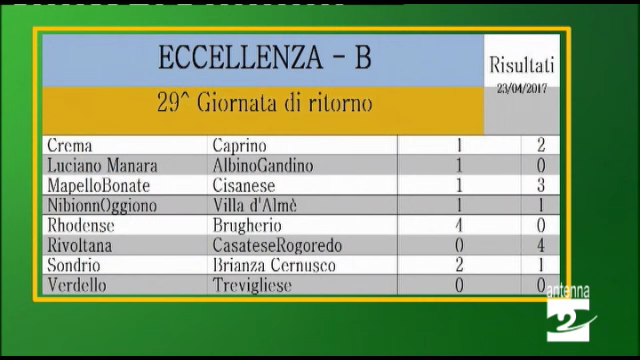 ECCELLENZA - B
Risultati
23/04/2017
29^ Giornata di ritorno
Crema Caprino 1 2
Luciano Manara AlbinoGandino 1 0
MapelloBonate Cisanese 1 3
NibionnOggiono Villa d'Almè 1 1
Rhodense Brugherio 4 0
Rivoltana CasateseRogoredo 0 4
Sondrio Brianza Cernusco 2 1
Verdello Trevigliese 0 0
antenna
2